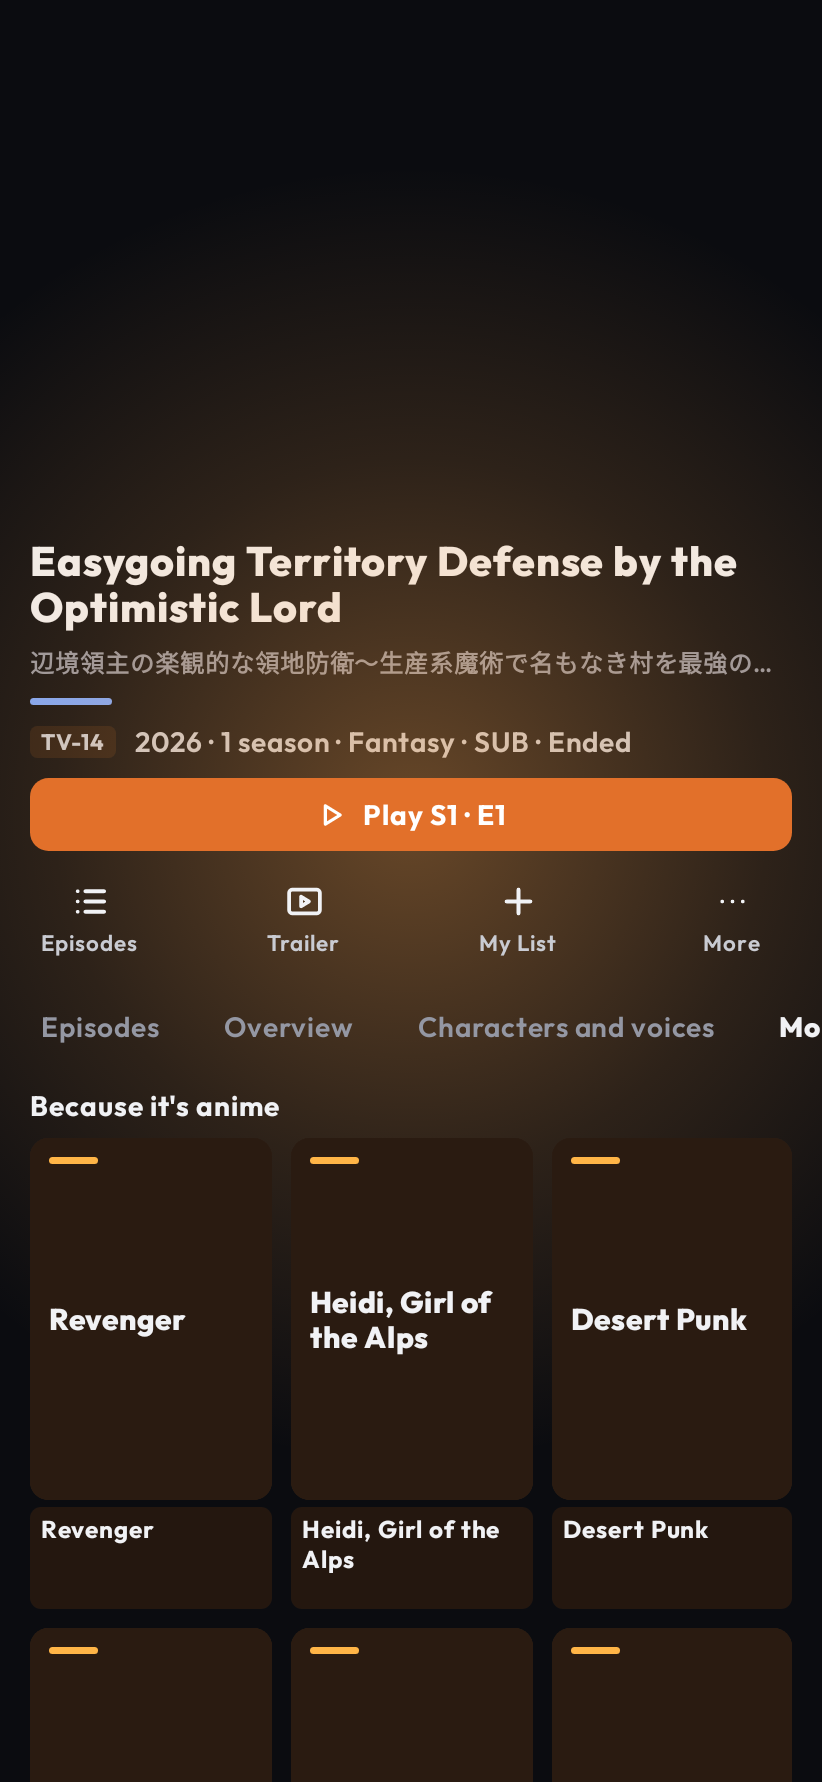 Easygoing Territory Defense by the
Optimistic Lord
辺境領主の楽観的な領地防衛〜生産系魔術で名もなき村を最強の...
TV-14 2026 · 1 season · Fantasy · SUB · Ended
Play S1 · E1
Episodes Trailer My List More
Episodes Overview Characters and voices Mo
Because it's anime
Revenger
Heidi, Girl of
the Alps
Desert Punk
Revenger
Heidi, Girl of the
Alps
Desert Punk